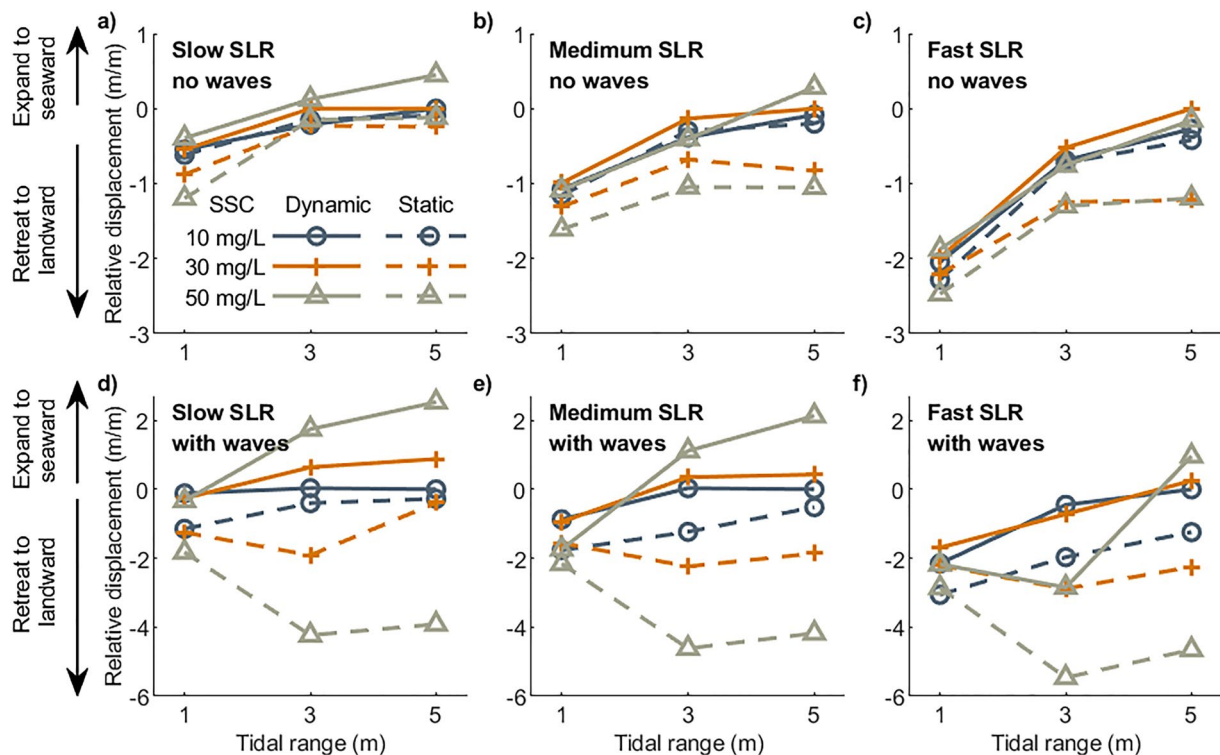 a)
Slow SLR
no waves
b)
Medimum SLR
no waves
c)
Fast SLR
no waves
Expand to
seaward
Retreat to
landward
Relative displacement (m/m)
1
0
-1
-2
-3
SSC Dynamic Static
10 mg/L
30 mg/L
50 mg/L
1 3 5
1
0
-1
-2
-3
1 3 5
1
0
-1
-2
-3
1 3 5
d)
Slow SLR
with waves
e)
Medimum SLR
with waves
f)
Fast SLR
with waves
Expand to
seaward
Retreat to
landward
Relative displacement (m/m)
2
0
-2
-4
-6
1 3 5
Tidal range (m)
2
0
-2
-4
-6
1 3 5
Tidal range (m)
2
0
-2
-4
-6
1 3 5
Tidal range (m)